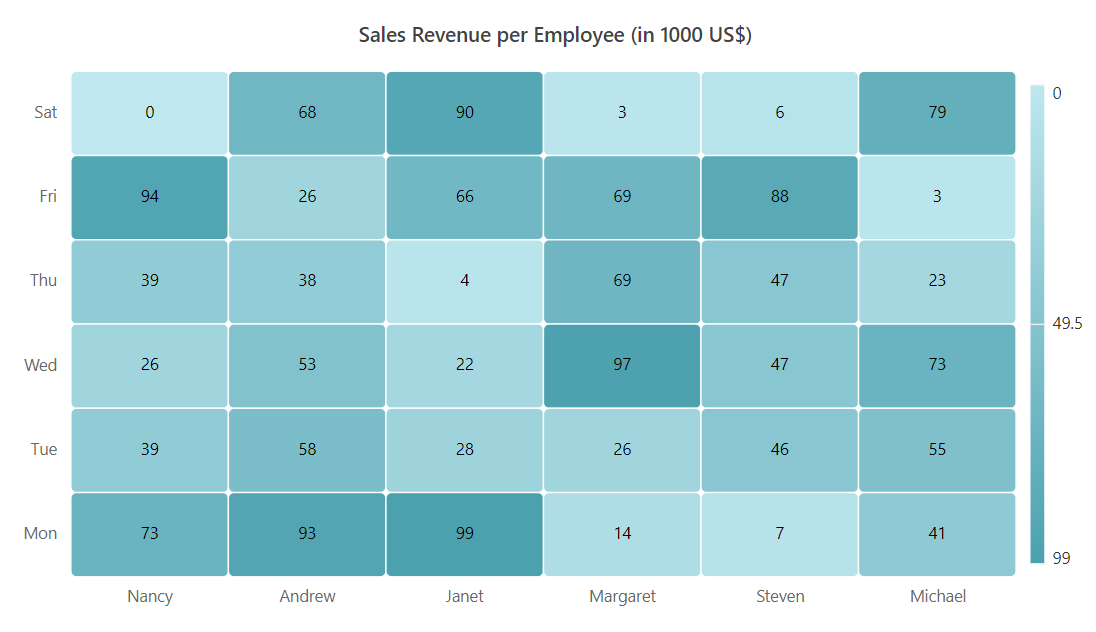 Sales Revenue per Employee (in 1000 US$)
Sat 0 68 90 3 6 79 0
Fri 94 26 66 69 88 3
Thu 39 38 4 69 47 23
49.5
Wed 26 53 22 97 47 73
Tue 39 58 28 26 46 55
Mon 73 93 99 14 7 41
99
Nancy Andrew Janet Margaret Steven Michael